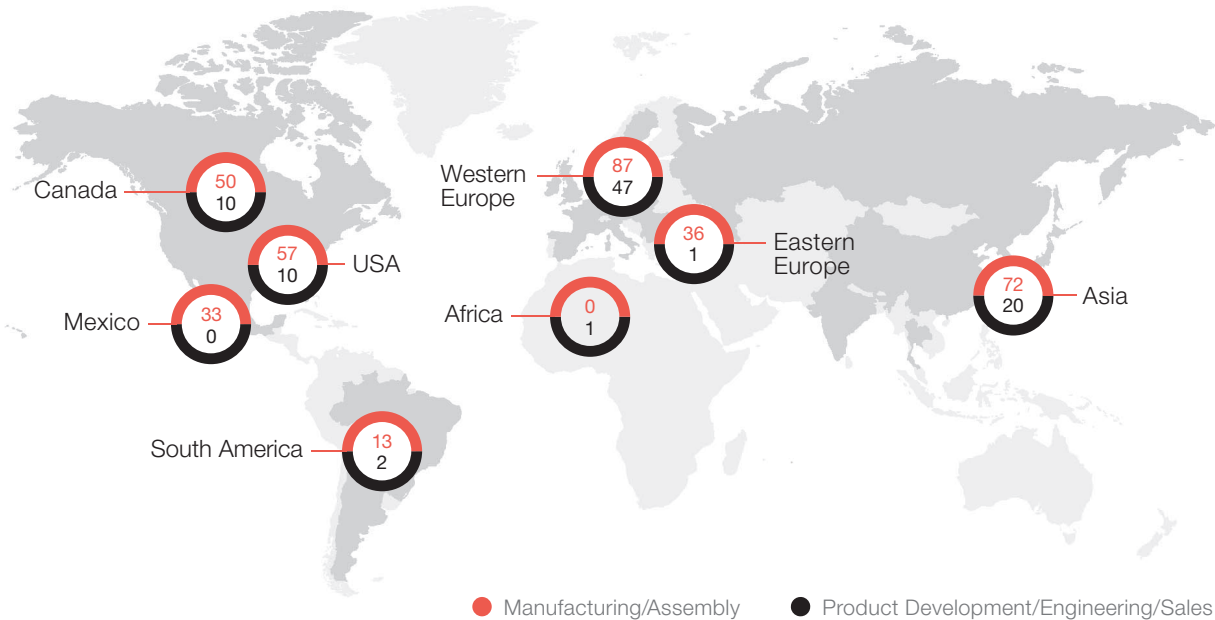 Canada
50
10
57
10
USA
Mexico
33
0
South America
13
2
Western
Europe
87
47
36
1
Eastern
Europe
Africa
0
1
72
20
Asia
Manufacturing/Assembly
Product Development/Engineering/Sales